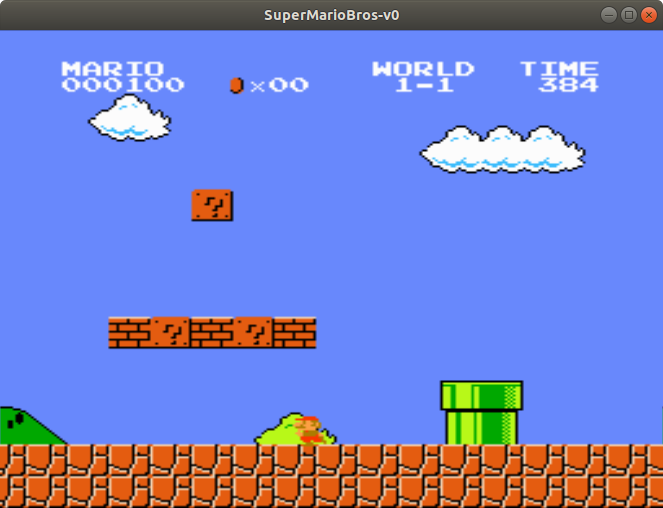 SuperMarioBros-v0
MARIO WORLD TIME
000100 ×00 1-1 384
?
? ?